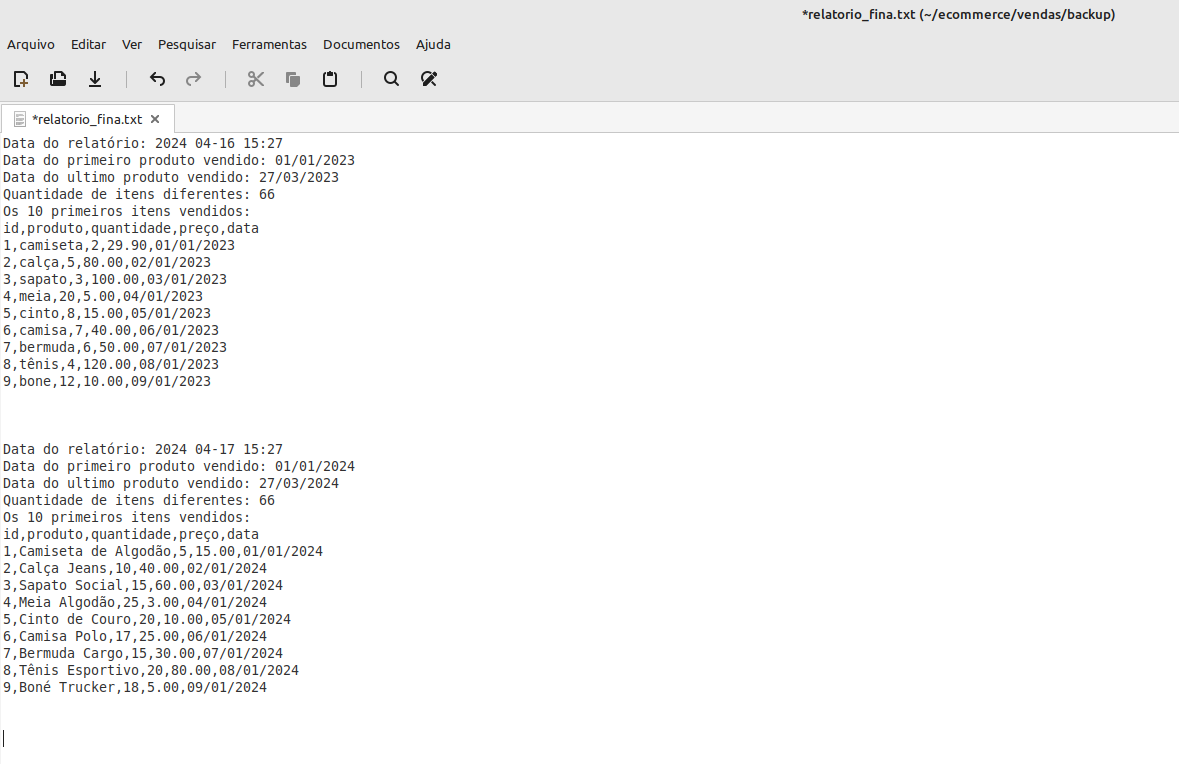 *relatorio_fina.txt (~/ecommerce/vendas/backup)
Arquivo Editar Ver Pesquisar Ferramentas Documentos Ajuda
*relatorio_fina.txt
Data do relatório: 2024 04-16 15:27
Data do primeiro produto vendido: 01/01/2023
Data do ultimo produto vendido: 27/03/2023
Quantidade de itens diferentes: 66
Os 10 primeiros itens vendidos:
id,produto,quantidade,preço,data
1,camiseta,2,29.90,01/01/2023
2,calça,5,80.00,02/01/2023
3,sapato,3,100.00,03/01/2023
4,meia,20,5.00,04/01/2023
5,cinto,8,15.00,05/01/2023
6,camisa,7,40.00,06/01/2023
7,bermuda,6,50.00,07/01/2023
8,tênis,4,120.00,08/01/2023
9,bone,12,10.00,09/01/2023
Data do relatório: 2024 04-17 15:27
Data do primeiro produto vendido: 01/01/2024
Data do ultimo produto vendido: 27/03/2024
Quantidade de itens diferentes: 66
Os 10 primeiros itens vendidos:
id,produto,quantidade,preço,data
1,Camiseta de Algodão,5,15.00,01/01/2024
2,Calça Jeans,10,40.00,02/01/2024
3,Sapato Social,15,60.00,03/01/2024
4,Meia Algodão,25,3.00,04/01/2024
5,Cinto de Couro,20,10.00,05/01/2024
6,Camisa Polo,17,25.00,06/01/2024
7,Bermuda Cargo,15,30.00,07/01/2024
8,Tênis Esportivo,20,80.00,08/01/2024
9,Boné Trucker,18,5.00,09/01/2024